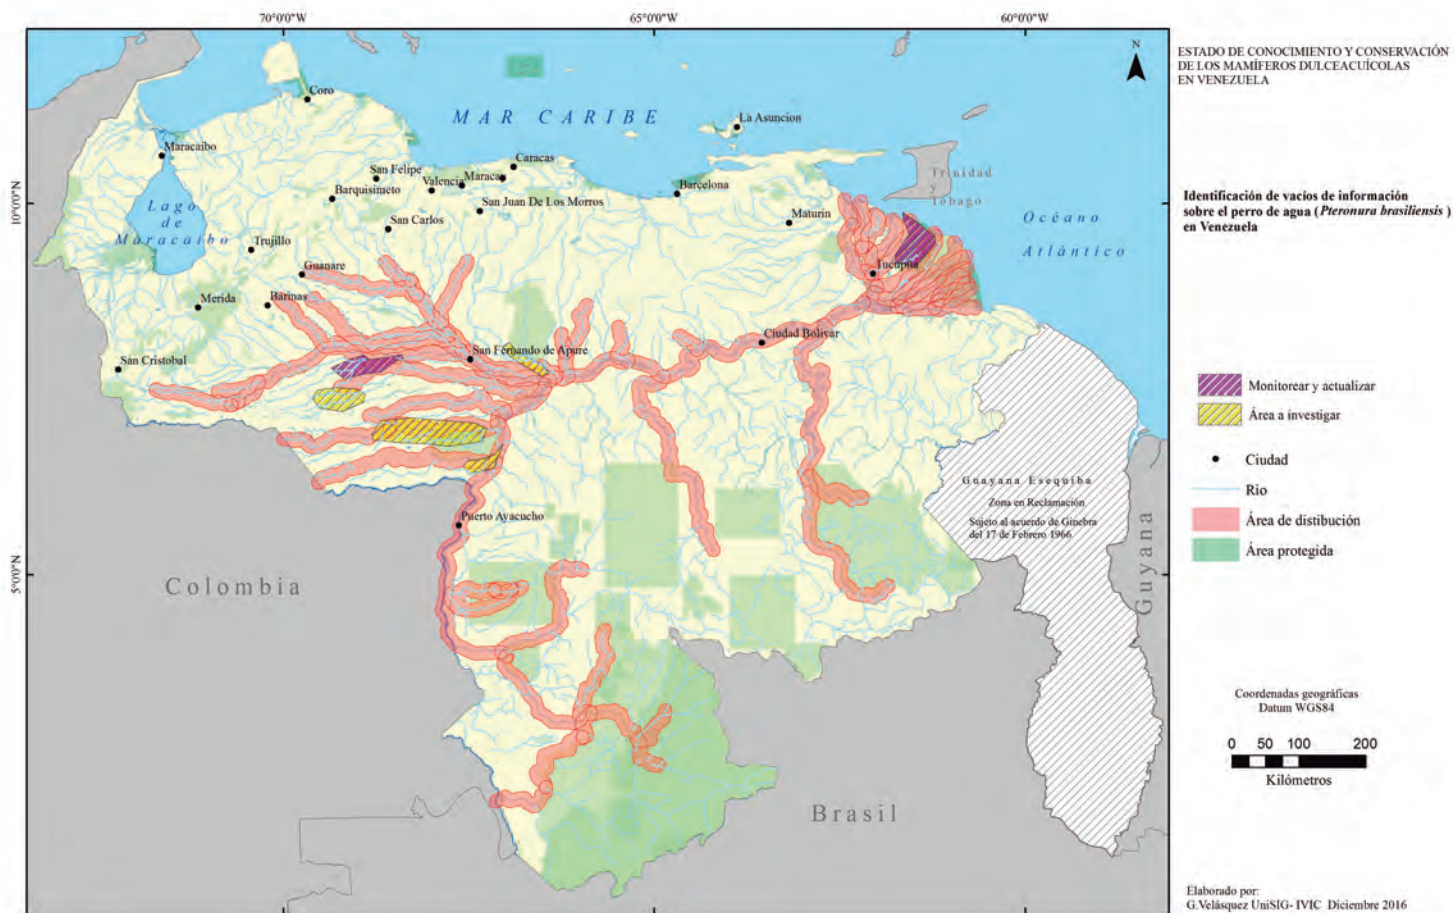 70°0'0"W
65°0'0"W
60°0'0"W
10°0'0"N
5°0'0"N
N
MAR CARIBE
Coro
La Asuncion
Maracaibo
Caracas
San Felipe
Maracay
Valencia
Barquisimeto
Barcelona
San Juan De Los Morros
Trinidad
y
Tobago
Lago
de
Maracaibo
San Carlos
Maturin
Océano
Atlántico
Trujillo
Guanare
Tucupita
Merida
Barinas
Ciudad Bolivar
San Cristobal
San Fernando de Apure
Puerto Ayacucho
Guayana Esequiba
Zona en Reclamación
Sujeto al acuerdo de Ginebra
del 17 de Febrero 1966
Colombia
Guyana
Brasil
ESTADO DE CONOCIMIENTO Y CONSERVACIÓN
DE LOS MAMÍFEROS DULCEACUÍCOLAS
EN VENEZUELA
Identificación de vacíos de información
sobre el perro de agua (Pteronura brasiliensis)
en Venezuela
Monitorear y actualizar
Área a investigar
Ciudad
Rio
Área de distibución
Área protegida
Coordenadas geográficas
Datum WGS84
0 50 100 200
Kilómetros
Elaborado por:
G.Velásquez UniSIG- IVIC Diciembre 2016